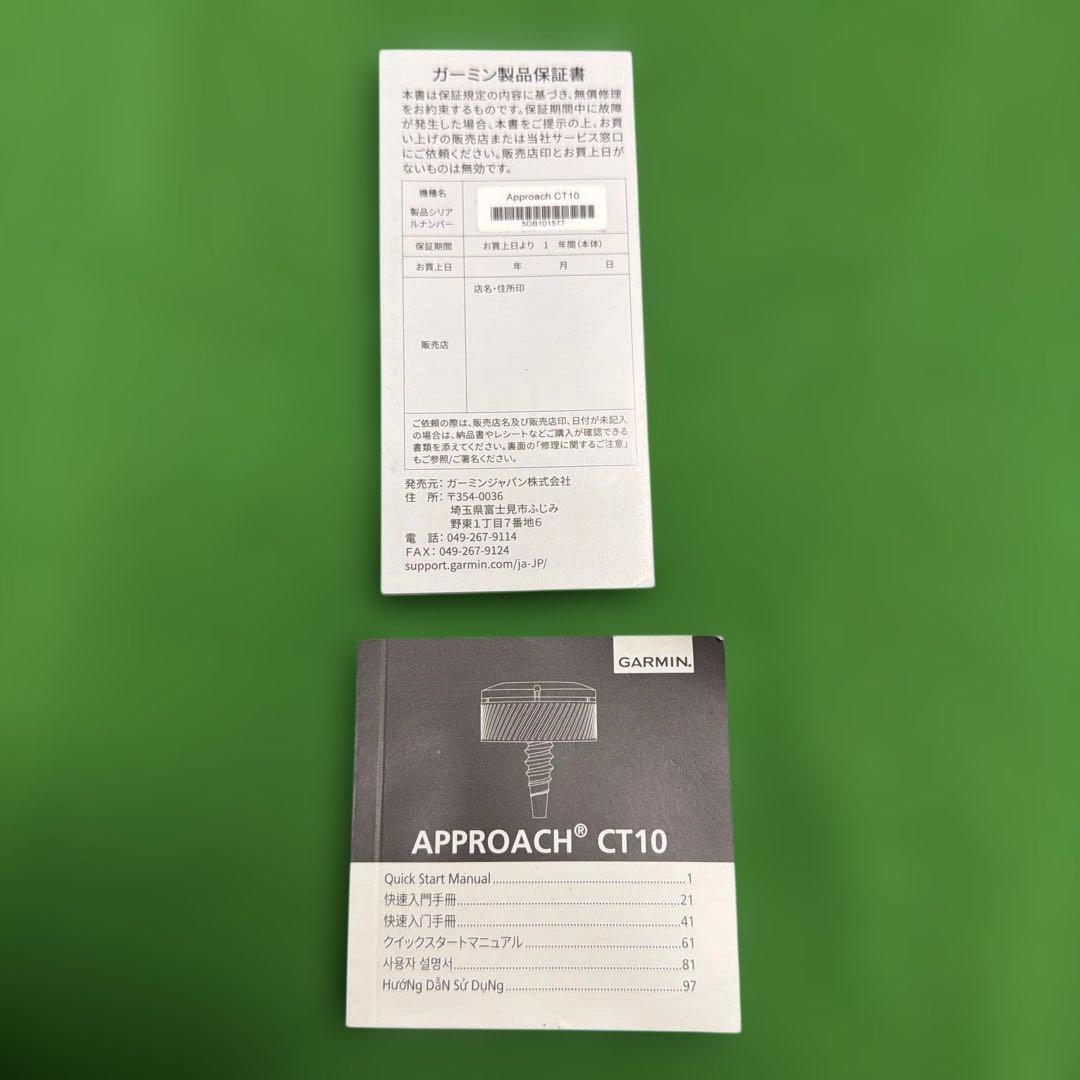 ガーミン製品保証書
本書は保証規定の内容に基づき、無償修理
をお約束するものです。保証期間中に故障
が発生した場合、本書をご提示の上、お買
い上げの販売店または当社サービス窓口
にご依頼ください。販売店印とお買上日が
ないものは無効です。
機種名
Approach CT10
製品シリア
ルナンバー
5DB101577
保証期間 お買上日より 1 年間(本体)
お買上日 年 月 日
店名・住所印
販売店
ご依頼の際は、販売店名及び販売店印、日付が未記入
の場合は、納品書やレシートなどご購入が確認できる
書類を添えてください。裏面の「修理に関するご注意」
もご参照/ご署名ください。
発売元: ガーミンジャパン株式会社
住 所: 〒354-0036
埼玉県富士見市ふじみ
野東1丁目7番地6
電 話: 049-267-9114
FAX: 049-267-9124
support.garmin.com/ja-JP/
GARMIN.
APPROACH® CT10
Quick Start Manual 1
快速入門手冊 21
快速入门手册 41
クイックスタートマニュアル 61
사용자 설명서 81
HướNg DẫN Sử DụNg 97